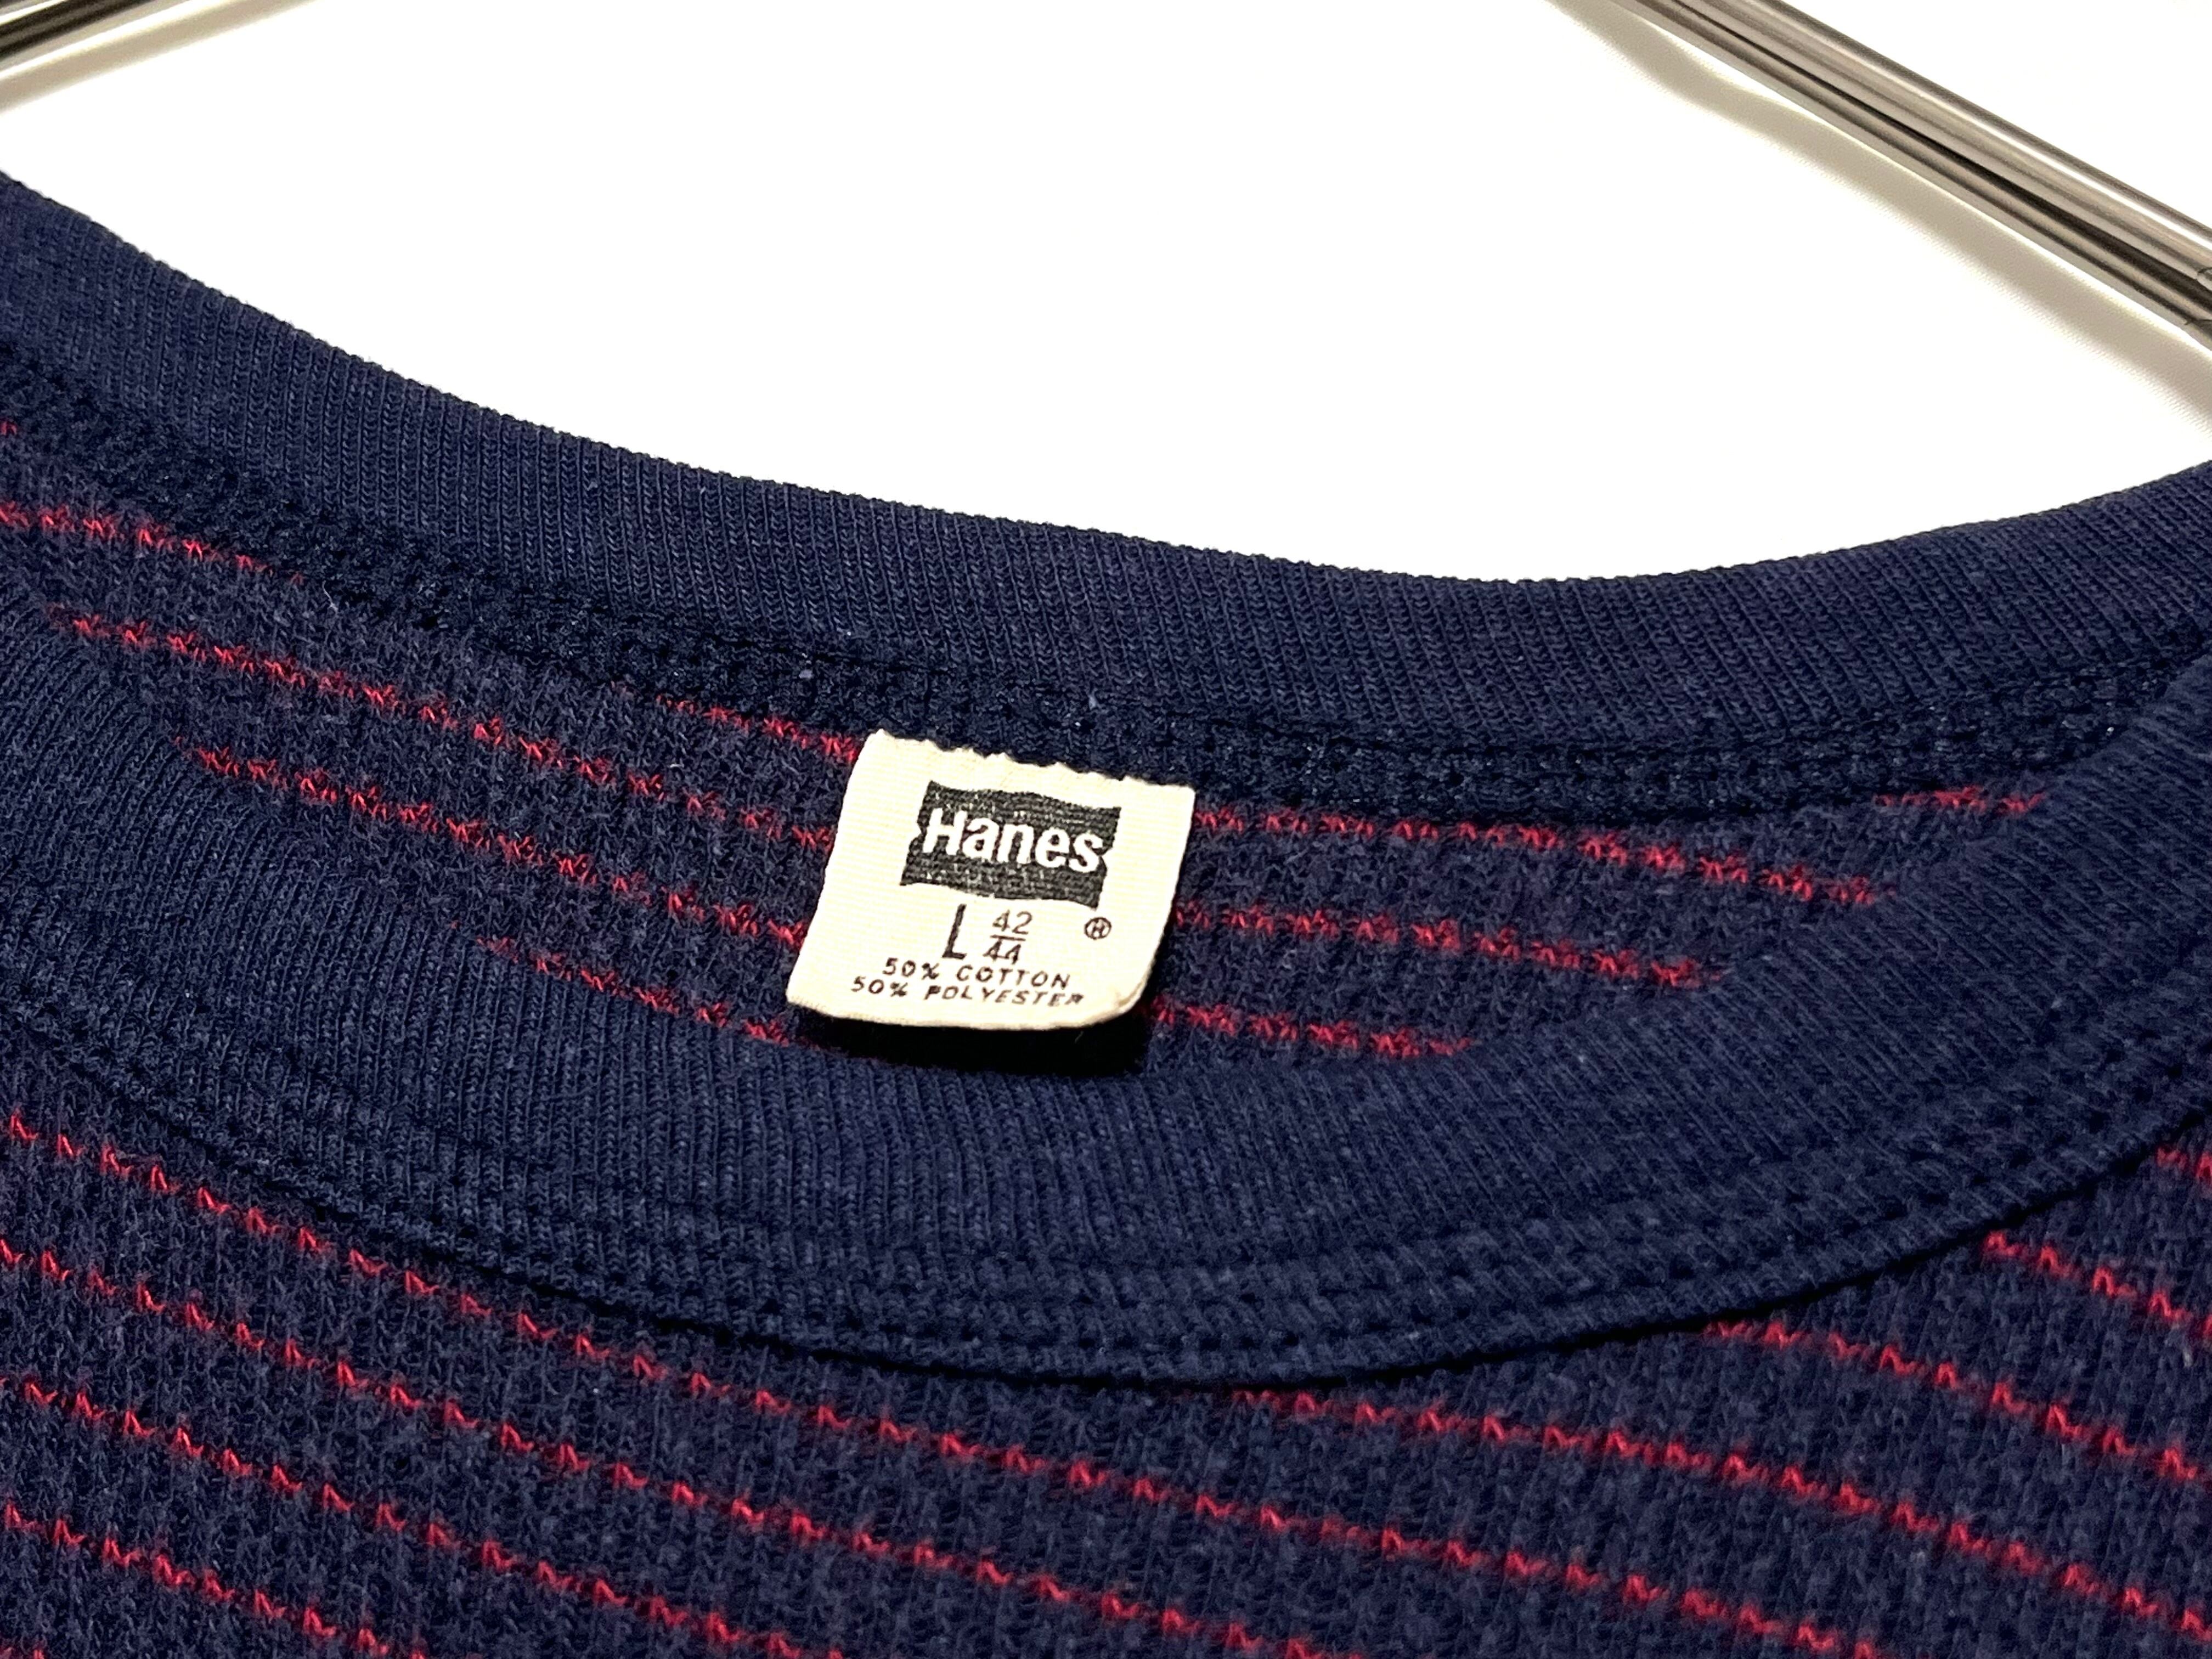 Hanes
L 42/44 ®
50% COTTON
50% POLYESTER